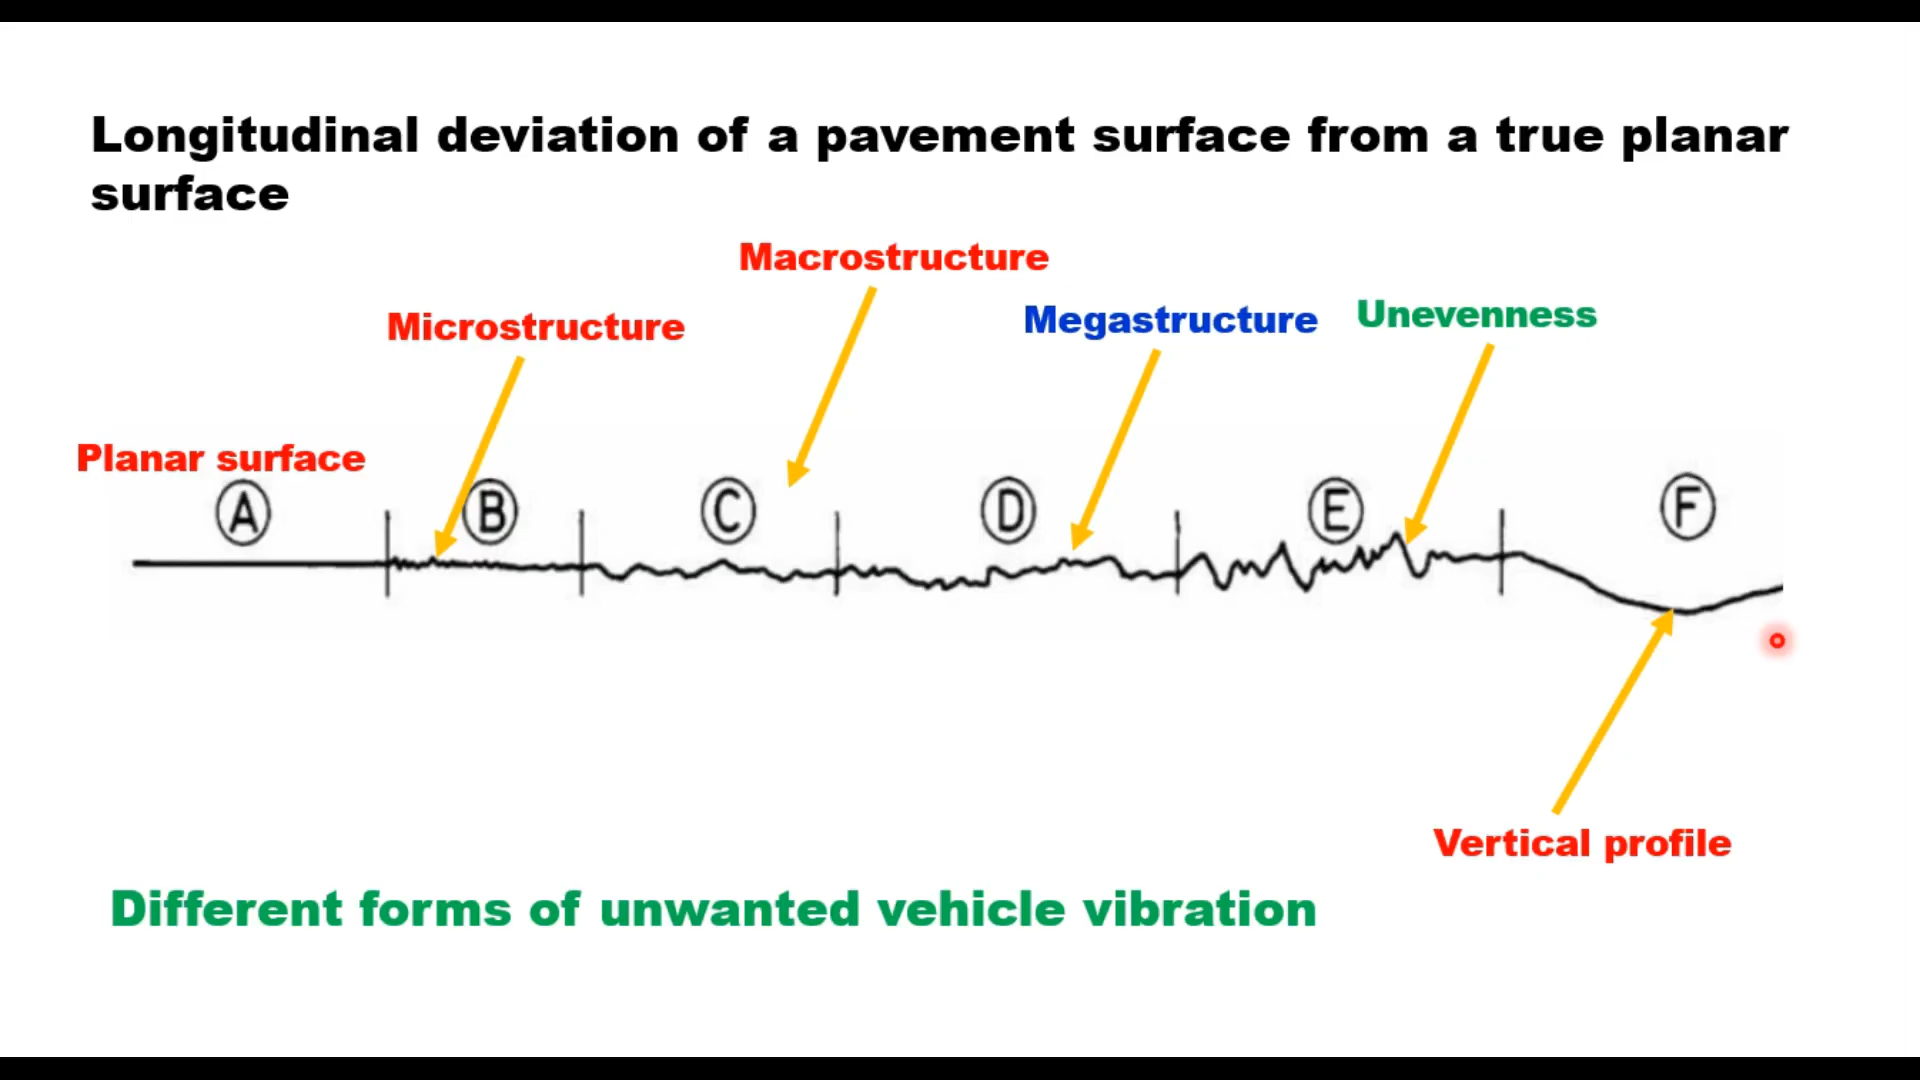 Longitudinal deviation of a pavement surface from a true planar
surface
Macrostructure
Microstructure
Megastructure
Unevenness
Planar surface
A
B
C
D
E
F
Vertical profile
Different forms of unwanted vehicle vibration